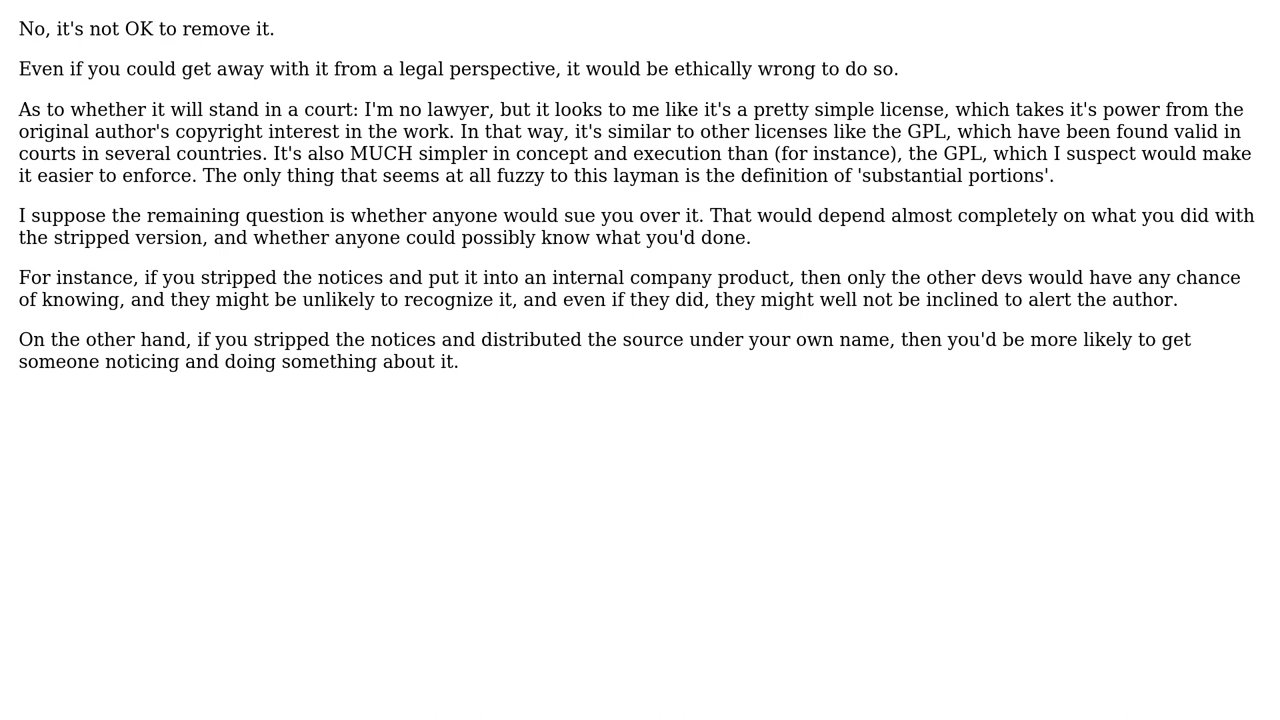 No, it's not OK to remove it.
Even if you could get away with it from a legal perspective, it would be ethically wrong to do so.
As to whether it will stand in a court: I'm no lawyer, but it looks to me like it's a pretty simple license, which takes it's power from the
original author's copyright interest in the work. In that way, it's similar to other licenses like the GPL, which have been found valid in
courts in several countries. It's also MUCH simpler in concept and execution than (for instance), the GPL, which I suspect would make
it easier to enforce. The only thing that seems at all fuzzy to this layman is the definition of 'substantial portions'.
I suppose the remaining question is whether anyone would sue you over it. That would depend almost completely on what you did with
the stripped version, and whether anyone could possibly know what you'd done.
For instance, if you stripped the notices and put it into an internal company product, then only the other devs would have any chance
of knowing, and they might be unlikely to recognize it, and even if they did, they might well not be inclined to alert the author.
On the other hand, if you stripped the notices and distributed the source under your own name, then you'd be more likely to get
someone noticing and doing something about it.